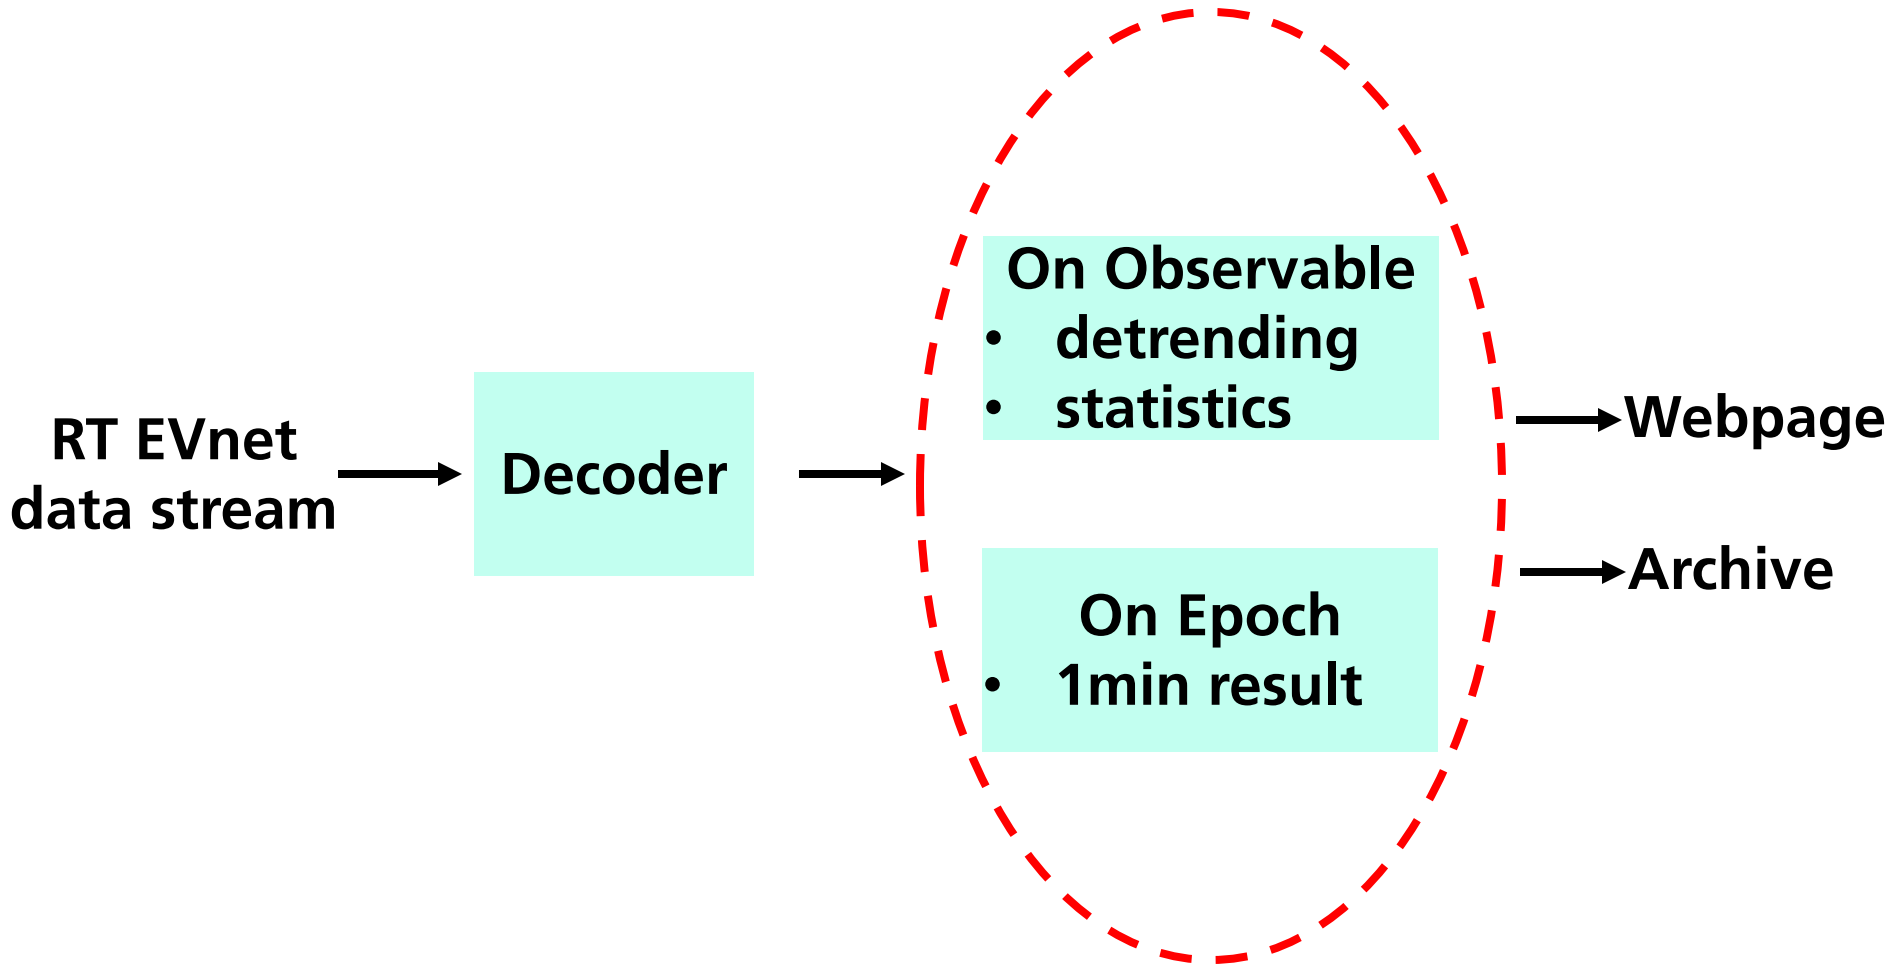 RT EVnet
data stream
Decoder
On Observable
• detrending
• statistics
On Epoch
• 1min result
Webpage
Archive